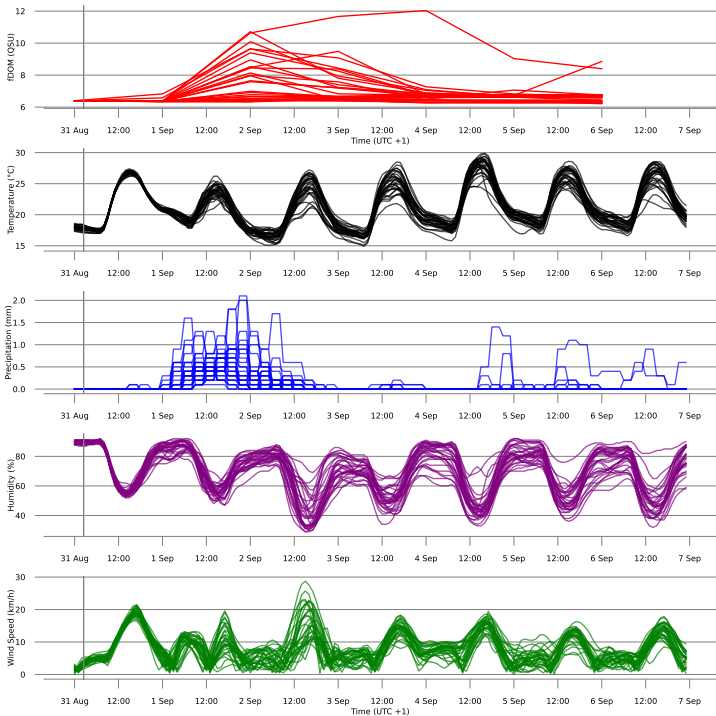 12
10
8
6
fDOM (QSU)
31 Aug 12:00 1 Sep 12:00 2 Sep 12:00 3 Sep 12:00 4 Sep 12:00 5 Sep 12:00 6 Sep 12:00 7 Sep
Time (UTC +1)
30
25
20
15
Temperature (°C)
31 Aug 12:00 1 Sep 12:00 2 Sep 12:00 3 Sep 12:00 4 Sep 12:00 5 Sep 12:00 6 Sep 12:00 7 Sep
2.0
1.5
1.0
0.5
0.0
Precipitation (mm)
31 Aug 12:00 1 Sep 12:00 2 Sep 12:00 3 Sep 12:00 4 Sep 12:00 5 Sep 12:00 6 Sep 12:00 7 Sep
80
60
40
Humidity (%)
31 Aug 12:00 1 Sep 12:00 2 Sep 12:00 3 Sep 12:00 4 Sep 12:00 5 Sep 12:00 6 Sep 12:00 7 Sep
30
20
10
0
Wind Speed (km/h)
31 Aug 12:00 1 Sep 12:00 2 Sep 12:00 3 Sep 12:00 4 Sep 12:00 5 Sep 12:00 6 Sep 12:00 7 Sep
Time (UTC +1)